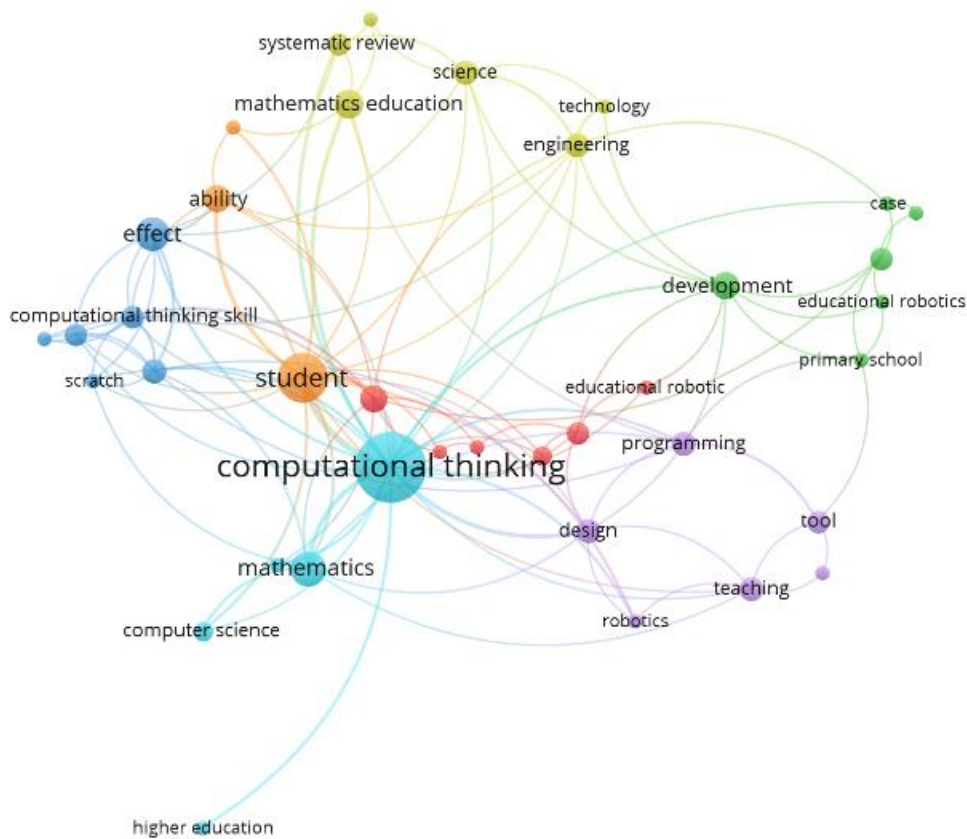 systematic review
science
mathematics education
technology
engineering
ability
case
effect
development
educational robotics
computational thinking skill
primary school
scratch
student
educational robotic
programming
computational thinking
tool
design
mathematics
teaching
robotics
computer science
higher education